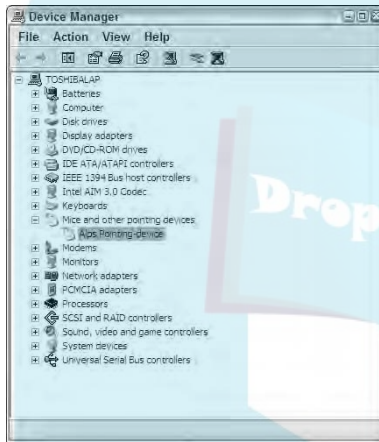 Device Manager
File Action View Help
TOSHIBALAP
Batteries
Computer
Disk drives
Display adapters
DVD/CD-ROM drives
IDE ATA/ATAPI controllers
IEEE 1394 Bus host controllers
Intel AIM 3.0 Codec
Keyboards
Mice and other pointing devices
Alps Pointing-device
Modems
Monitors
Network adapters
PCMCIA adapters
Processors
SCSI and RAID controllers
Sound, video and game controllers
System devices
Universal Serial Bus controllers
Drop